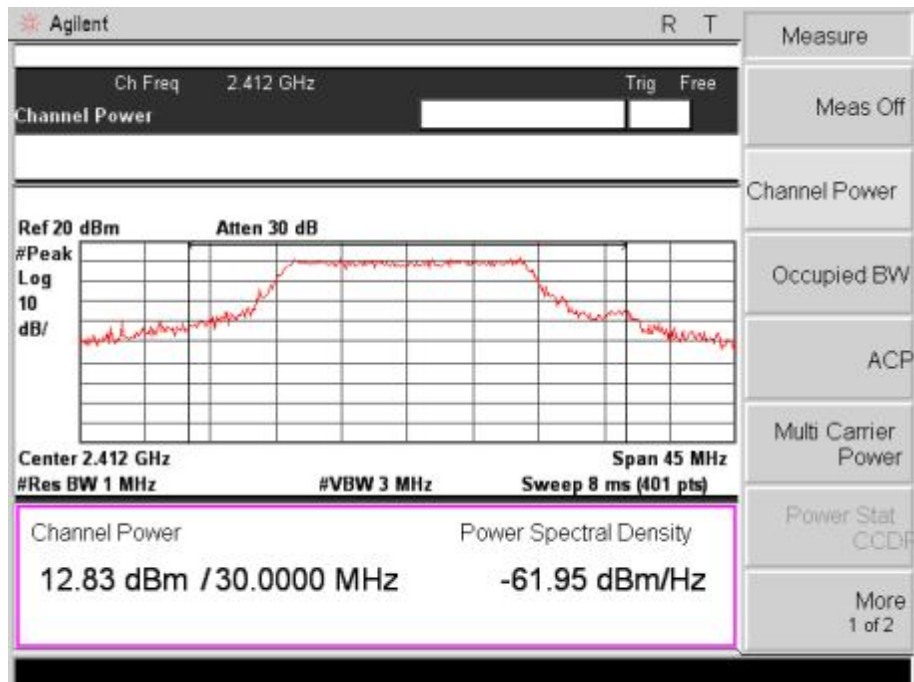 Agilent R T
Measure
Ch Freq 2.412 GHz Trig Free
Channel Power
Meas Off
Channel Power
Ref 20 dBm Atten 30 dB
#Peak
Log
10
dB/
Occupied BW
ACP
Center 2.412 GHz Span 45 MHz
#Res BW 1 MHz #VBW 3 MHz Sweep 8 ms (401 pts)
Multi Carrier
Power
Channel Power Power Spectral Density
12.83 dBm / 30.0000 MHz -61.95 dBm/Hz
Power Stat
CCDF
More
1 of 2